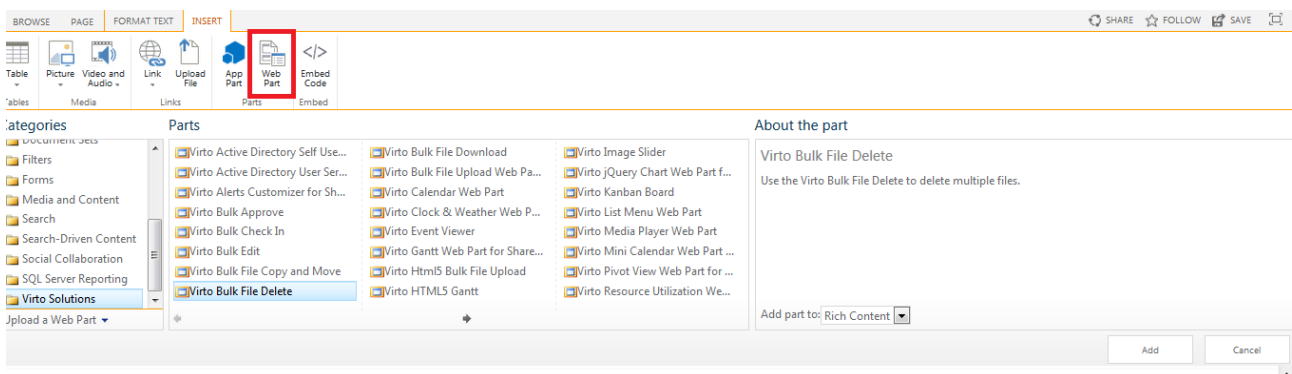 BROWSE PAGE FORMAT TEXT INSERT SHARE FOLLOW SAVE
Table Picture Video and Audio Link Upload File App Part Web Part Embed Code
ables Media Links Parts Embed
ategories
Document Sets
Filters
Forms
Media and Content
Search
Search-Driven Content
Social Collaboration
SQL Server Reporting
Virto Solutions
Upload a Web Part
Parts
Virto Active Directory Self Use...
Virto Active Directory User Ser...
Virto Alerts Customizer for Sh...
Virto Bulk Approve
Virto Bulk Check In
Virto Bulk Edit
Virto Bulk File Copy and Move
Virto Bulk File Delete
Virto Bulk File Download
Virto Bulk File Upload Web Pa...
Virto Calendar Web Part
Virto Clock & Weather Web P...
Virto Event Viewer
Virto Gantt Web Part for Share...
Virto Html5 Bulk File Upload
Virto HTML5 Gantt
Virto Image Slider
Virto jQuery Chart Web Part f...
Virto Kanban Board
Virto List Menu Web Part
Virto Media Player Web Part
Virto Mini Calendar Web Part ...
Virto Pivot View Web Part for ...
Virto Resource Utilization We...
About the part
Virto Bulk File Delete
Use the Virto Bulk File Delete to delete multiple files.
Add part to: Rich Content
Add Cancel